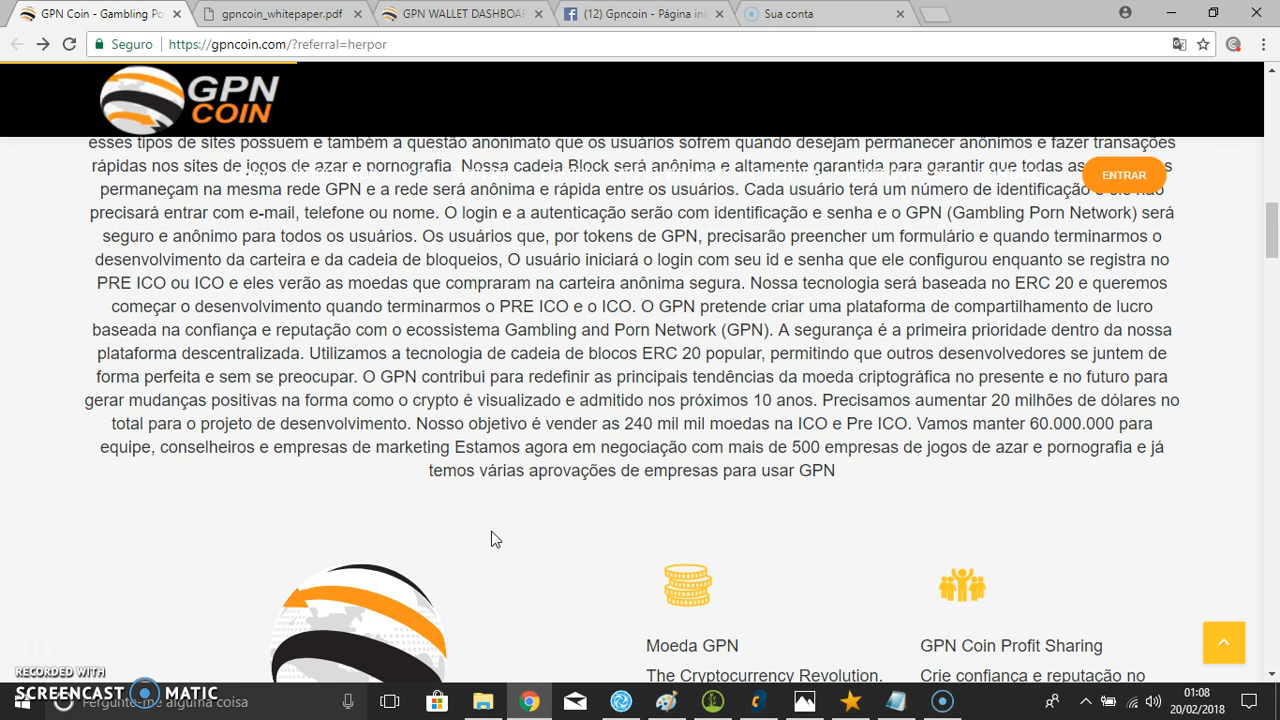 GPN Coin - Gambling Po
gpncoin_whitepaper.pdf
GPN WALLET DASHBOA
(12) Gpncoin - Página ini
Sua conta
Seguro
https://gpncoin.com/?referral=herpor
GPN
COIN
esses tipos de sites possuem e também a questão anonimato que os usuários sofrem quando desejam permanecer anônimos e fazer transações
rápidas nos sites de jogos de azar e pornografia. Nossa cadeia Block será anônima e altamente garantida para garantir que todas as
permaneçam na mesma rede GPN e a rede será anônima e rápida entre os usuários. Cada usuário terá um número de identificação e ele não
ENTRAR
precisará entrar com e-mail, telefone ou nome. O login e a autenticação serão com identificação e senha e o GPN (Gambling Porn Network) será
seguro e anônimo para todos os usuários. Os usuários que, por tokens de GPN, precisarão preencher um formulário e quando terminarmos o
desenvolvimento da carteira e da cadeia de bloqueios, O usuário iniciará o login com seu id e senha que ele configurou enquanto se registra no
PRE ICO ou ICO e eles verão as moedas que compraram na carteira anônima segura. Nossa tecnologia será baseada no ERC 20 e queremos
começar o desenvolvimento quando terminarmos o PRE ICO e o ICO. O GPN pretende criar uma plataforma de compartilhamento de lucro
baseada na confiança e reputação com o ecossistema Gambling and Porn Network (GPN). A segurança é a primeira prioridade dentro da nossa
plataforma descentralizada. Utilizamos a tecnologia de cadeia de blocos ERC 20 popular, permitindo que outros desenvolvedores se juntem de
forma perfeita e sem se preocupar. O GPN contribui para redefinir as principais tendências da moeda criptográfica no presente e no futuro para
gerar mudanças positivas na forma como o crypto é visualizado e admitido nos próximos 10 anos. Precisamos aumentar 20 milhões de dólares no
total para o projeto de desenvolvimento. Nosso objetivo é vender as 240 mil mil moedas na ICO e Pre ICO. Vamos manter 60.000.000 para
equipe, conselheiros e empresas de marketing Estamos agora em negociação com mais de 500 empresas de jogos de azar e pornografia e já
temos várias aprovações de empresas para usar GPN
Moeda GPN
GPN Coin Profit Sharing
The Cryptocurrency Revolution.
Crie confiança e reputação no
RECORDED WITH
SCREENCAST MATIC
Pergunte-me alguma coisa
01:08
20/02/2018